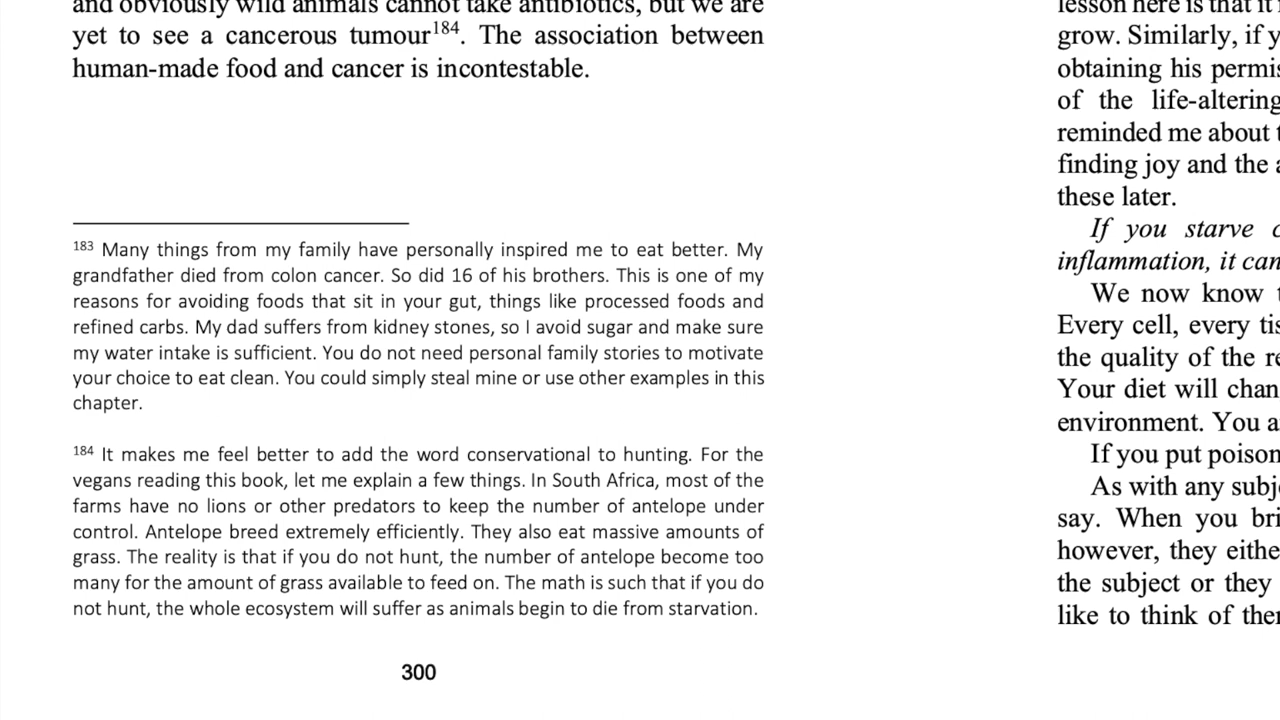 and obviously wild animals cannot take antibiotics, but we are
yet to see a cancerous tumour¹⁸⁴. The association between
human-made food and cancer is incontestable.
¹⁸³ Many things from my family have personally inspired me to eat better. My
grandfather died from colon cancer. So did 16 of his brothers. This is one of my
reasons for avoiding foods that sit in your gut, things like processed foods and
refined carbs. My dad suffers from kidney stones, so I avoid sugar and make sure
my water intake is sufficient. You do not need personal family stories to motivate
your choice to eat clean. You could simply steal mine or use other examples in this
chapter.
¹⁸⁴ It makes me feel better to add the word conservational to hunting. For the
vegans reading this book, let me explain a few things. In South Africa, most of the
farms have no lions or other predators to keep the number of antelope under
control. Antelope breed extremely efficiently. They also eat massive amounts of
grass. The reality is that if you do not hunt, the number of antelope become too
many for the amount of grass available to feed on. The math is such that if you do
not hunt, the whole ecosystem will suffer as animals begin to die from starvation.
300
lesson here is that it
grow. Similarly, if y
obtaining his permis
of the life-altering
reminded me about
finding joy and the
these later.
If you starve
inflammation, it can
We now know
Every cell, every tis
the quality of the re
Your diet will chan
environment. You a
If you put poison
As with any subj
say. When you bri
however, they eithe
the subject or they
like to think of the